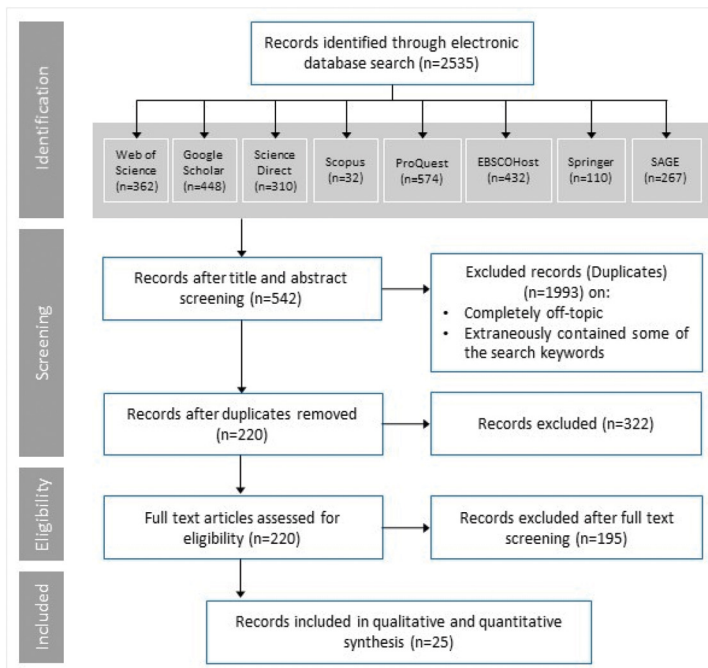 Identification
Records identified through electronic
database search (n=2535)
Web of
Science
(n=362)
Google
Scholar
(n=448)
Science
Direct
(n=310)
Scopus
(n=32)
ProQuest
(n=574)
EBSCOHost
(n=432)
Springer
(n=110)
SAGE
(n=267)
Screening
Records after title and abstract
screening (n=542)
Excluded records (Duplicates)
(n=1993) on:
• Completely off-topic
• Extraneously contained some of
the search keywords
Records after duplicates removed
(n=220)
Records excluded (n=322)
Eligibility
Full text articles assessed for
eligibility (n=220)
Records excluded after full text
screening (n=195)
Included
Records included in qualitative and quantitative
synthesis (n=25)